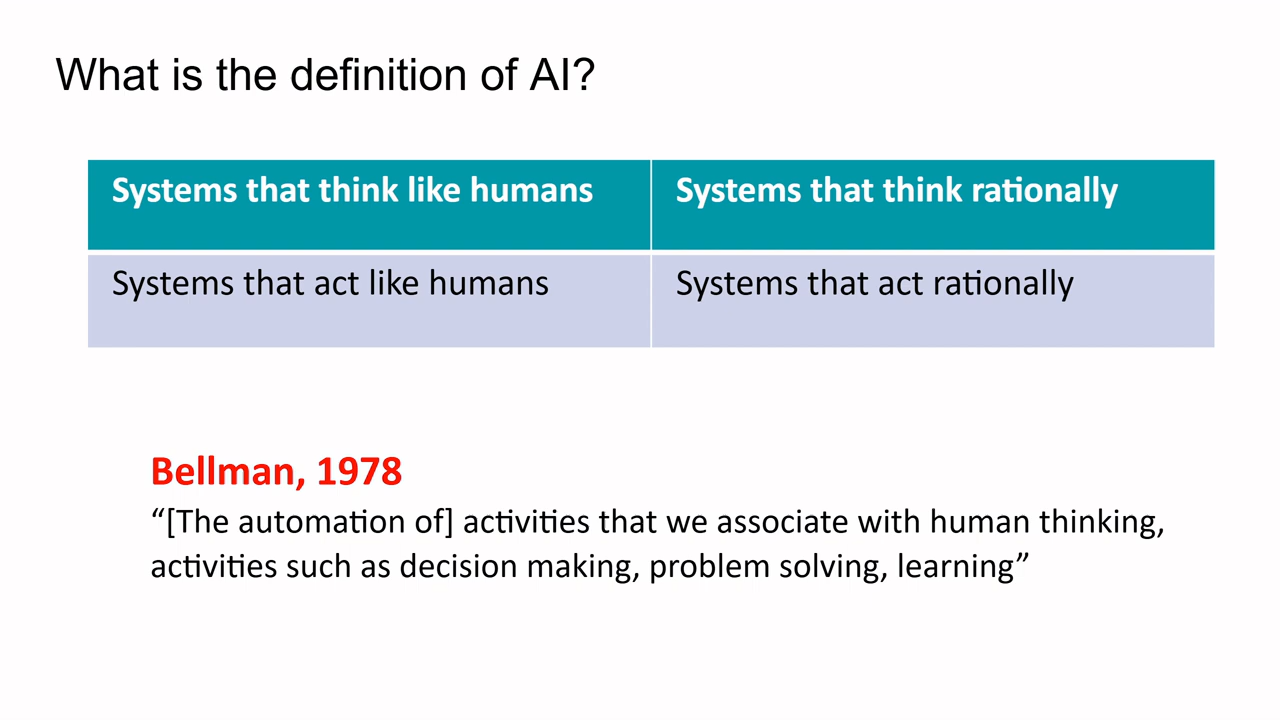 What is the definition of AI?
Systems that think like humans
Systems that think rationally
Systems that act like humans
Systems that act rationally
Bellman, 1978
“[The automation of] activities that we associate with human thinking,
activities such as decision making, problem solving, learning”